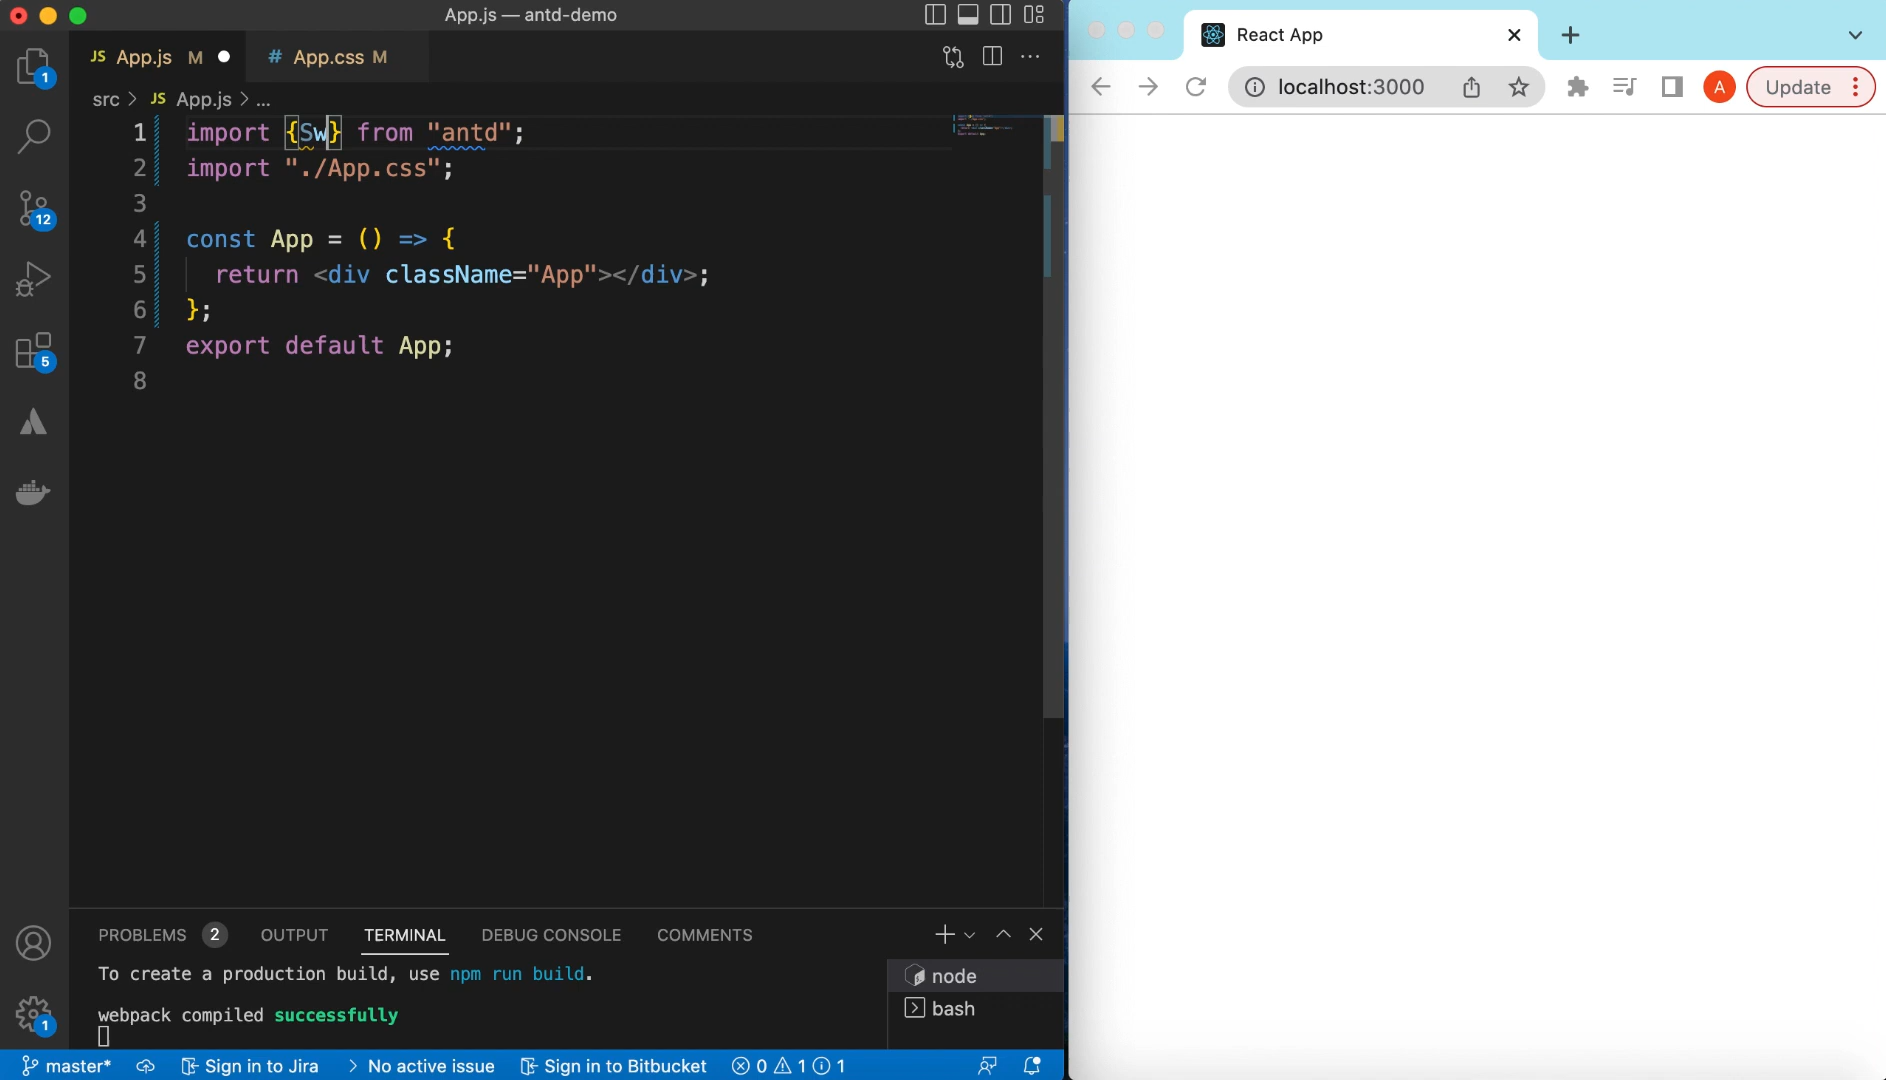 App.js — antd-demo
JS App.js M
# App.css M
src > JS App.js > ...
1 import {Sw} from "antd";
2 import "./App.css";
3
4 const App = () => {
5 return <div className="App"></div>;
6 };
7 export default App;
8
1
12
5
1
PROBLEMS 2 OUTPUT TERMINAL DEBUG CONSOLE COMMENTS
To create a production build, use npm run build.
webpack compiled successfully
node
bash
master* Sign in to Jira > No active issue Sign in to Bitbucket 0 1 1
React App
localhost:3000
A
Update